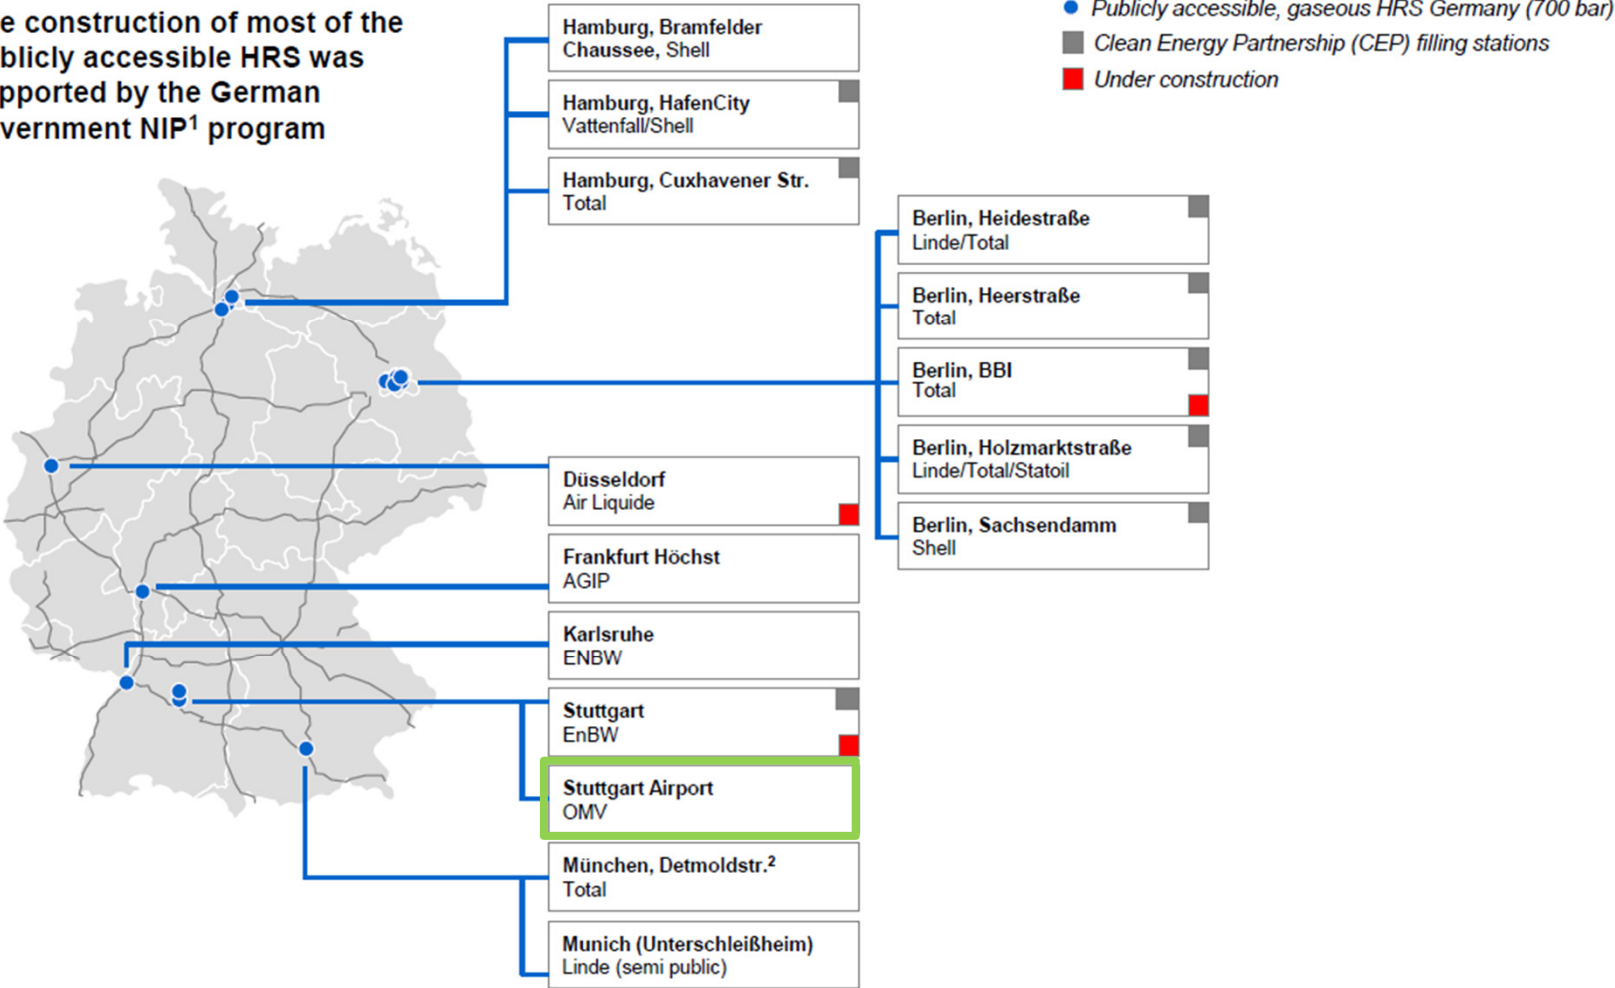 e construction of most of the
blicly accessible HRS was
pported by the German
vernment NIP¹ program
Publicly accessible, gaseous HRS Germany (700 bar)
Clean Energy Partnership (CEP) filling stations
Under construction
Hamburg, Bramfelder
Chaussee, Shell
Hamburg, HafenCity
Vattenfall/Shell
Hamburg, Cuxhavener Str.
Total
Berlin, Heidestraße
Linde/Total
Berlin, Heerstraße
Total
Berlin, BBI
Total
Berlin, Holzmarktstraße
Linde/Total/Statoil
Berlin, Sachsendamm
Shell
Düsseldorf
Air Liquide
Frankfurt Höchst
AGIP
Karlsruhe
ENBW
Stuttgart
EnBW
Stuttgart Airport
OMV
München, Detmoldstr.²
Total
Munich (Unterschleißheim)
Linde (semi public)